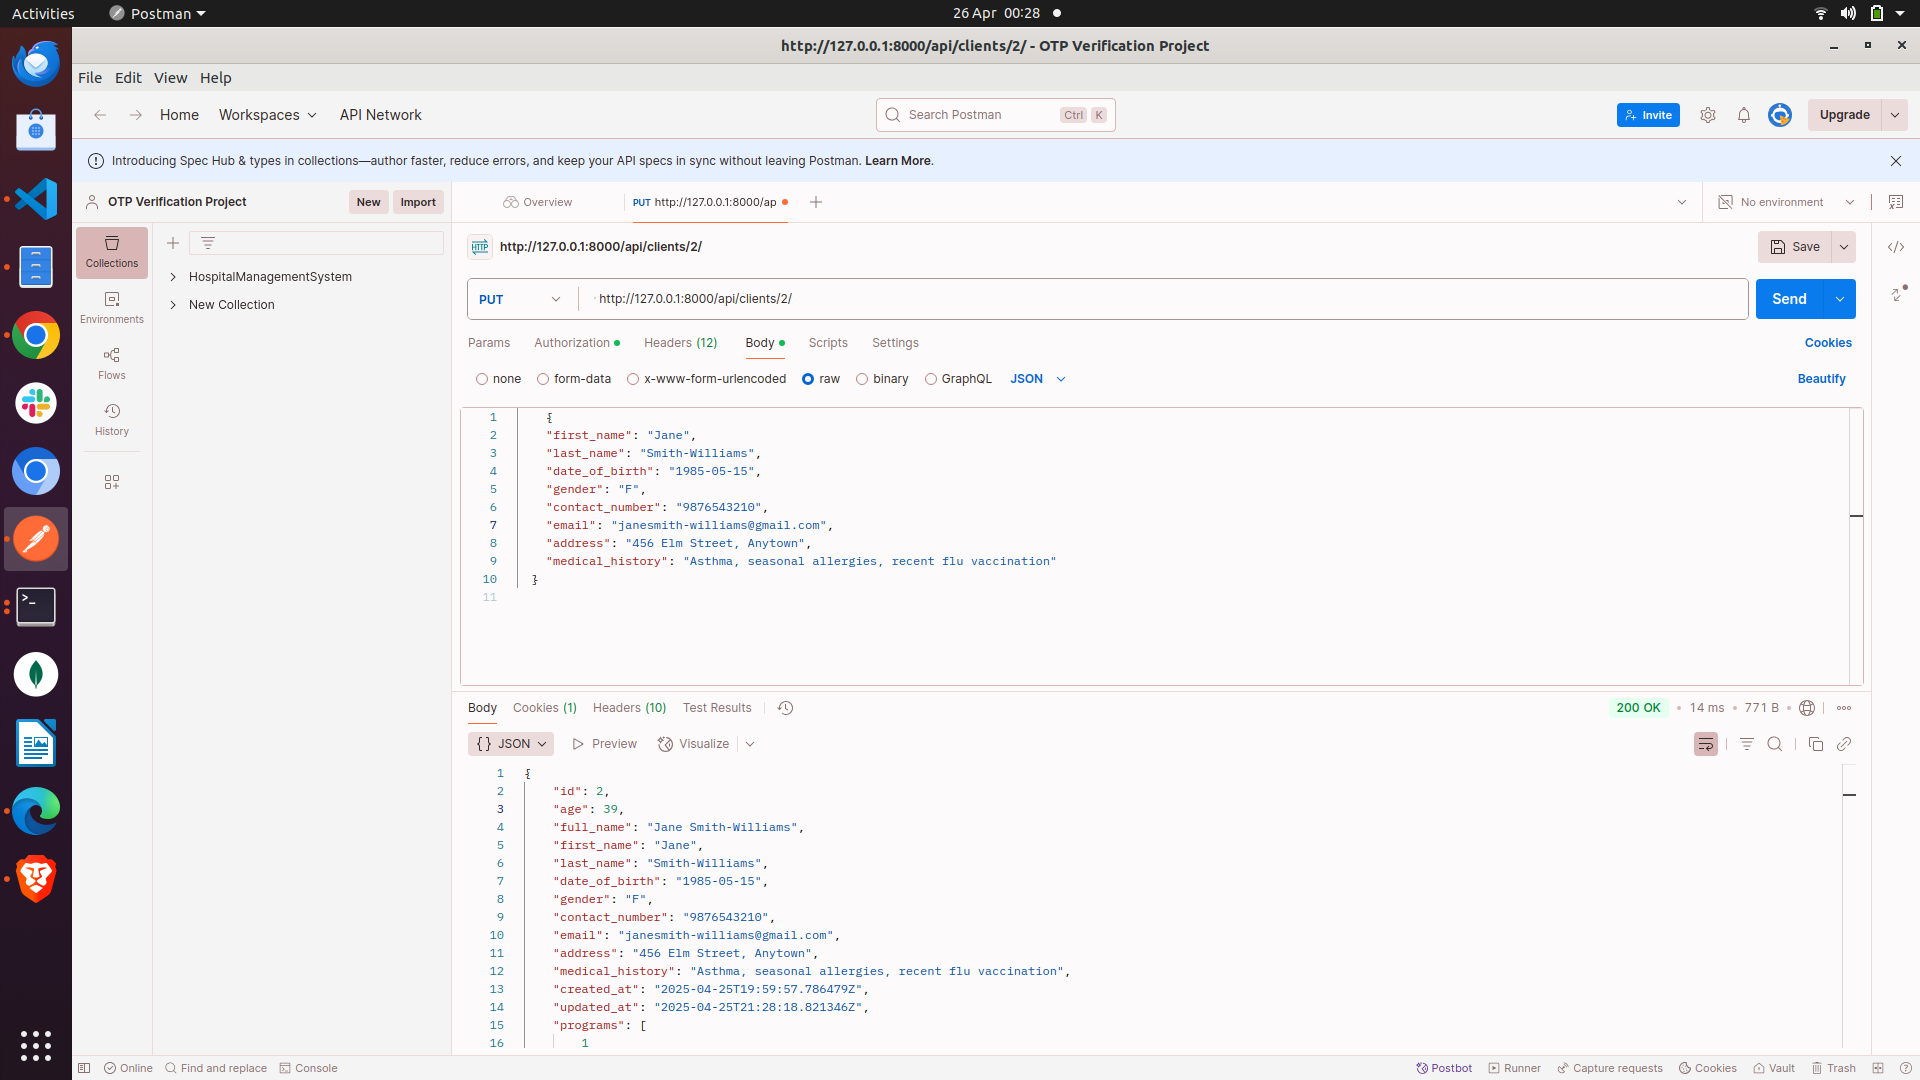 Activities
Postman
26 Apr 00:28
http://127.0.0.1:8000/api/clients/2/ - OTP Verification Project
File Edit View Help
Home Workspaces API Network
Search Postman Ctrl K
Invite
Upgrade
Introducing Spec Hub & types in collections—author faster, reduce errors, and keep your API specs in sync without leaving Postman. Learn More.
OTP Verification Project
New
Import
Overview
PUT http://127.0.0.1:8000/ap
No environment
Collections
Environments
Flows
History
HospitalManagementSystem
New Collection
HTTP http://127.0.0.1:8000/api/clients/2/
Save
PUT http://127.0.0.1:8000/api/clients/2/
Send
Params Authorization Headers (12) Body Scripts Settings
Cookies
none form-data x-www-form-urlencoded raw binary GraphQL JSON
Beautify
1 {
2 "first_name": "Jane",
3 "last_name": "Smith-Williams",
4 "date_of_birth": "1985-05-15",
5 "gender": "F",
6 "contact_number": "9876543210",
7 "email": "janesmith-williams@gmail.com",
8 "address": "456 Elm Street, Anytown",
9 "medical_history": "Asthma, seasonal allergies, recent flu vaccination"
10 }
11
Body Cookies (1) Headers (10) Test Results
200 OK • 14 ms • 771 B •
{} JSON Preview Visualize
1 {
2 "id": 2,
3 "age": 39,
4 "full_name": "Jane Smith-Williams",
5 "first_name": "Jane",
6 "last_name": "Smith-Williams",
7 "date_of_birth": "1985-05-15",
8 "gender": "F",
9 "contact_number": "9876543210",
10 "email": "janesmith-williams@gmail.com",
11 "address": "456 Elm Street, Anytown",
12 "medical_history": "Asthma, seasonal allergies, recent flu vaccination",
13 "created_at": "2025-04-25T19:59:57.786479Z",
14 "updated_at": "2025-04-25T21:28:18.821346Z",
15 "programs": [
16 1
Online Find and replace Console
Postbot Runner Capture requests Cookies Vault Trash